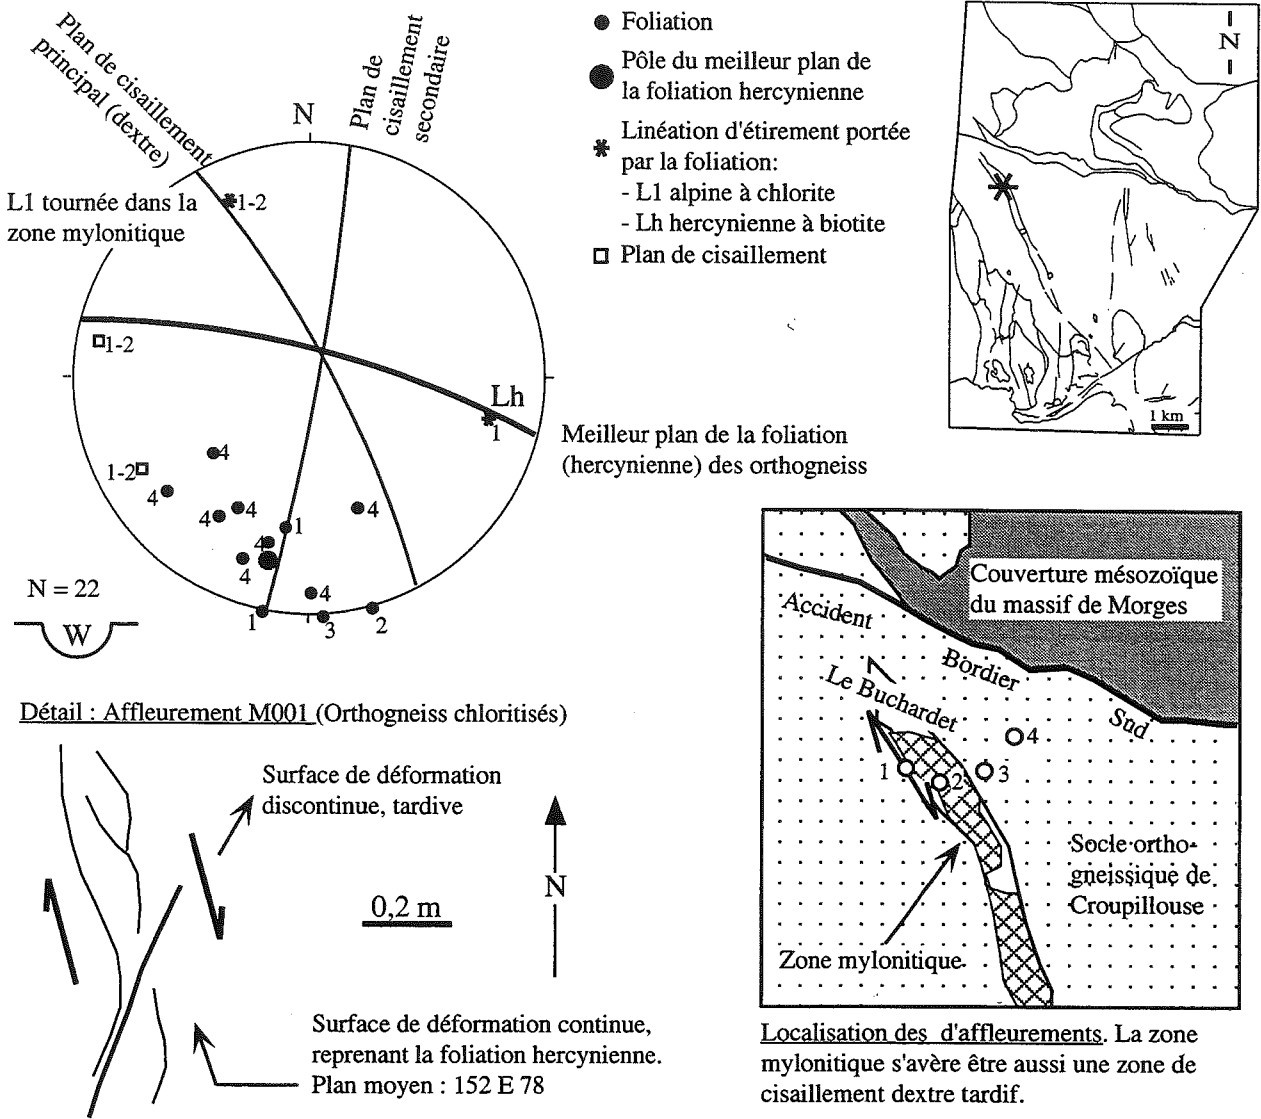 Plan de cisaillement
principal (dextre)
Plan de
cisaillement
secondaire
N
L1 tournée dans la
zone mylonitique
1-2
1-2
1-2
Lh
1
4
4
4
4
4
1
4
4
4
1
3
2
Meilleur plan de la foliation
(hercynienne) des orthogneiss
N = 22
W
Foliation
Pôle du meilleur plan de
la foliation hercynienne
Linéation d'étirement portée
par la foliation:
- L1 alpine à chlorite
- Lh hercynienne à biotite
Plan de cisaillement
N
1 km
Détail : Affleurement M001 (Orthogneiss chloritisés)
Surface de déformation
discontinue, tardive
0,2 m
N
Surface de déformation continue,
reprenant la foliation hercynienne.
Plan moyen : 152 E 78
Couverture mésozoïque
du massif de Morges
Accident
Bordier
Sud
Le Buchardet
1
2
3
4
Socle ortho-
gneissique de
Croupillouse
Zone mylonitique
Localisation des d'affleurements. La zone
mylonitique s'avère être aussi une zone de
cisaillement dextre tardif.